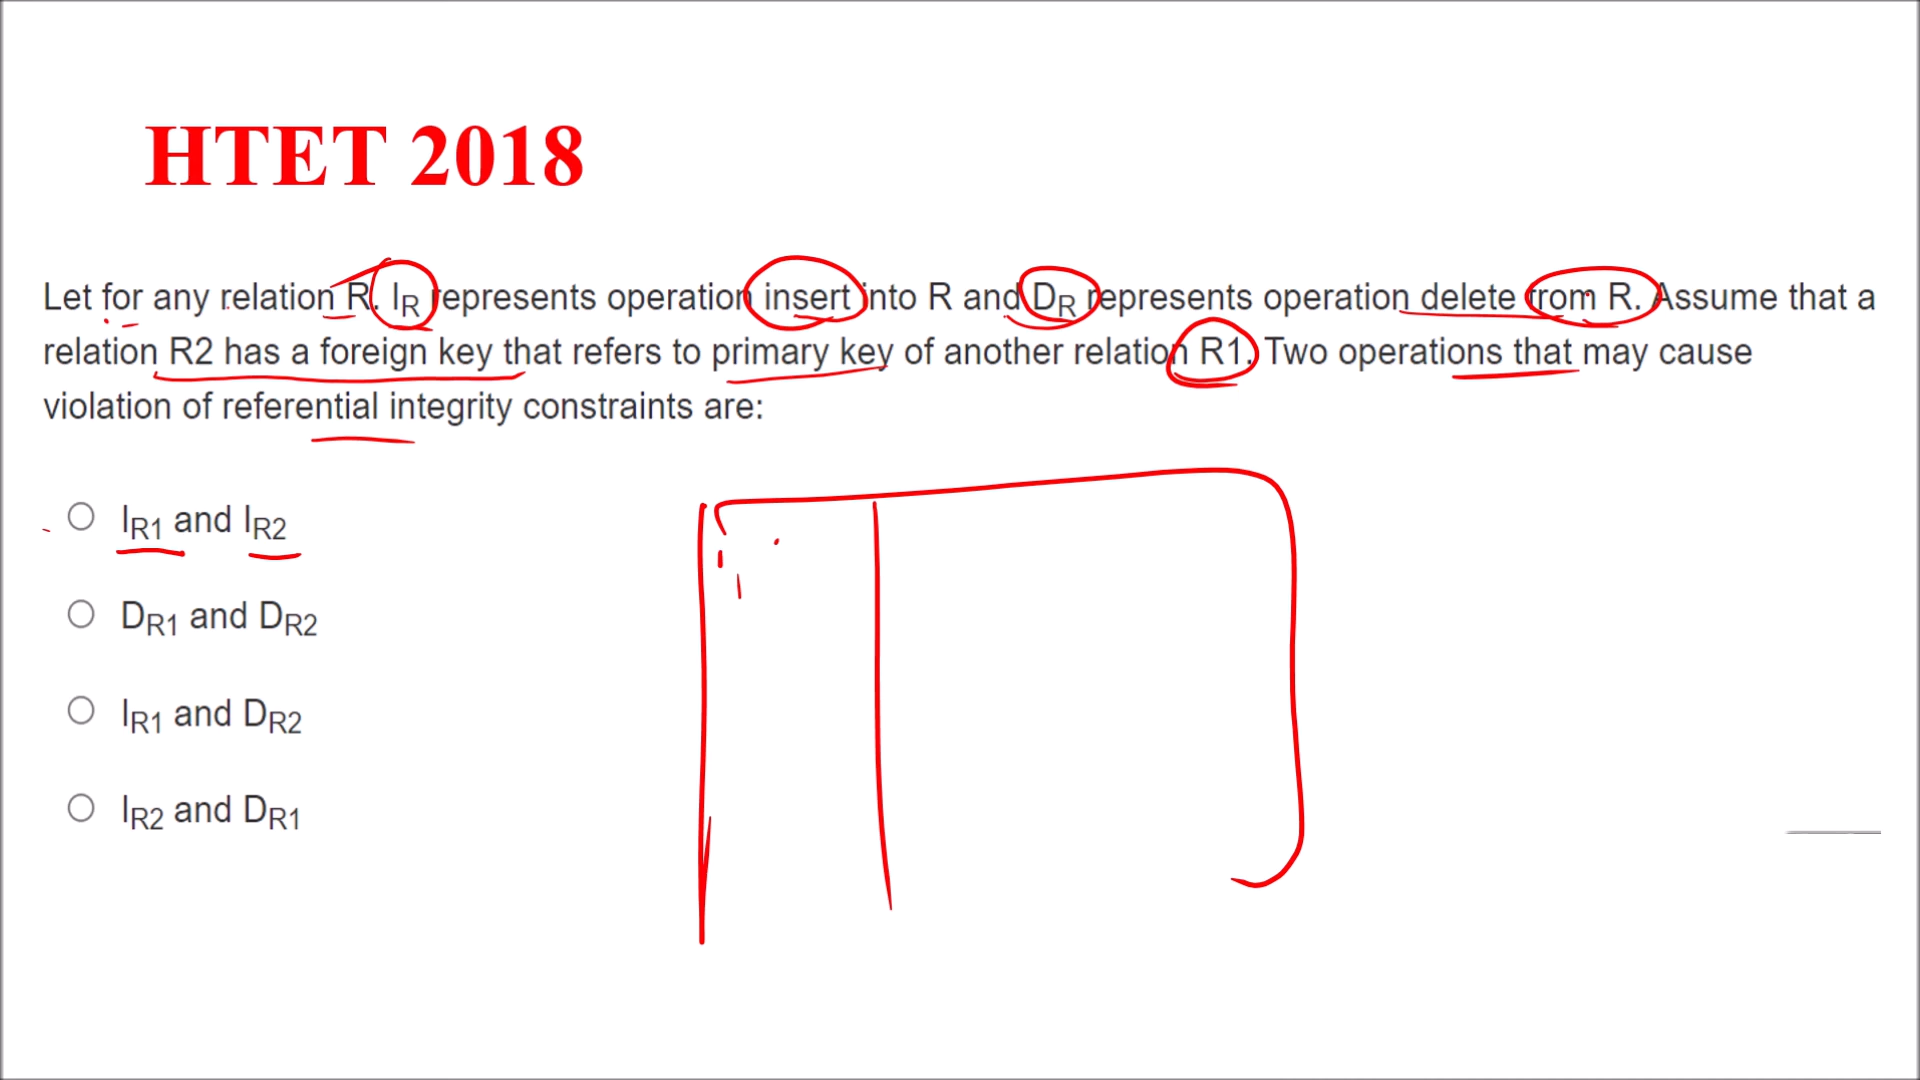 HTET 2018
Let for any relation R. IR represents operation insert into R and DR represents operation delete from R. Assume that a
relation R2 has a foreign key that refers to primary key of another relation R1. Two operations that may cause
violation of referential integrity constraints are:
IR1 and IR2
DR1 and DR2
IR1 and DR2
IR2 and DR1